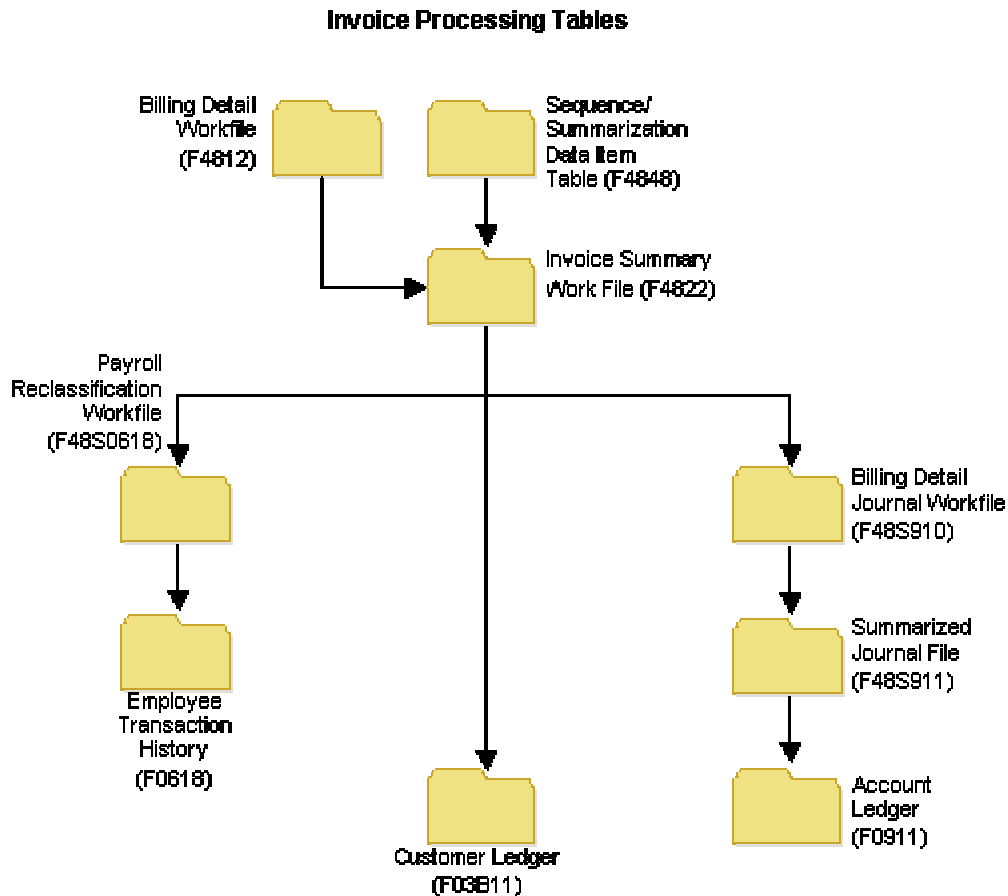 Invoice Processing Tables
Billing Detail
Workfile
(F4812)
Sequence/
Summarization
Data Item
Table (F4848)
Invoice Summary
Work File (F4822)
Payroll
Reclassification
Workfile
(F48S0618)
Billing Detail
Journal Workfile
(F48S910)
Summarized
Journal File
(F48S911)
Employee
Transaction
History
(F0618)
Account
Ledger
(F0911)
Customer Ledger
(F03B11)